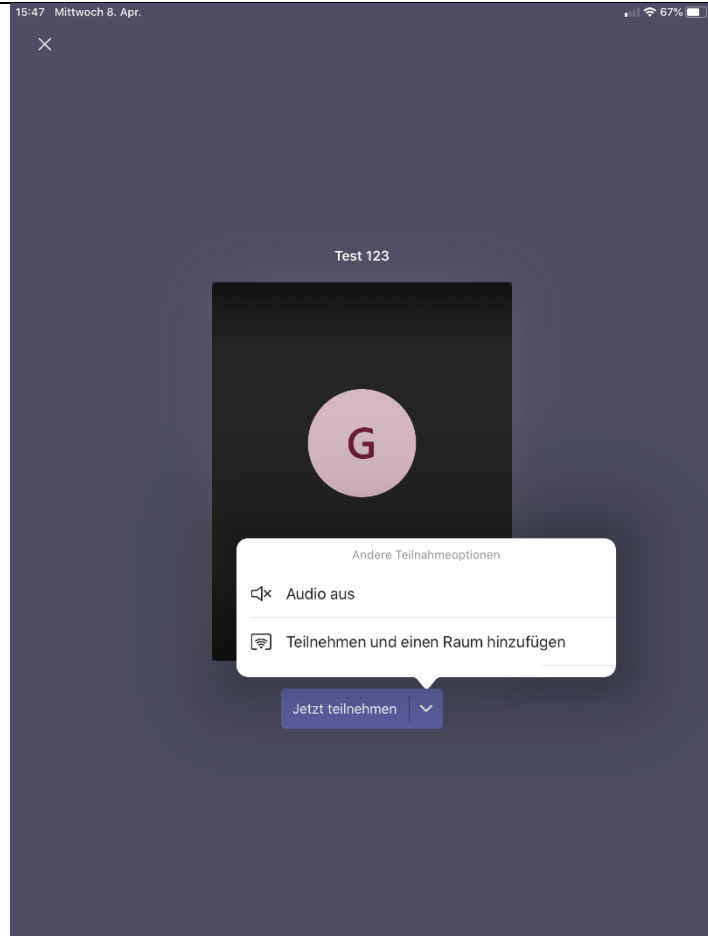 15:47 Mittwoch 8. Apr. 67%
Test 123
G
Andere Teilnahmeoptionen
Audio aus
Teilnehmen und einen Raum hinzufügen
Jetzt teilnehmen